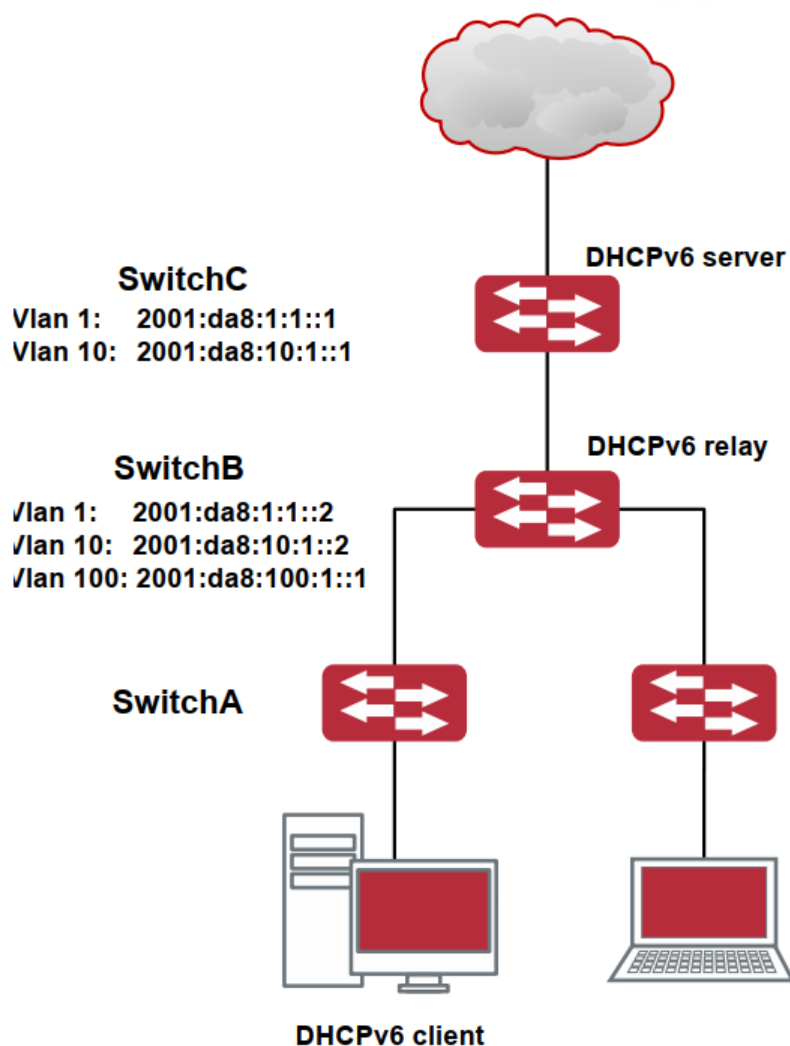 DHCPv6 server
SwitchC
Vlan 1: 2001:da8:1:1::1
Vlan 10: 2001:da8:10:1::1
DHCPv6 relay
SwitchB
Vlan 1: 2001:da8:1:1::2
Vlan 10: 2001:da8:10:1::2
Vlan 100: 2001:da8:100:1::1
SwitchA
DHCPv6 client